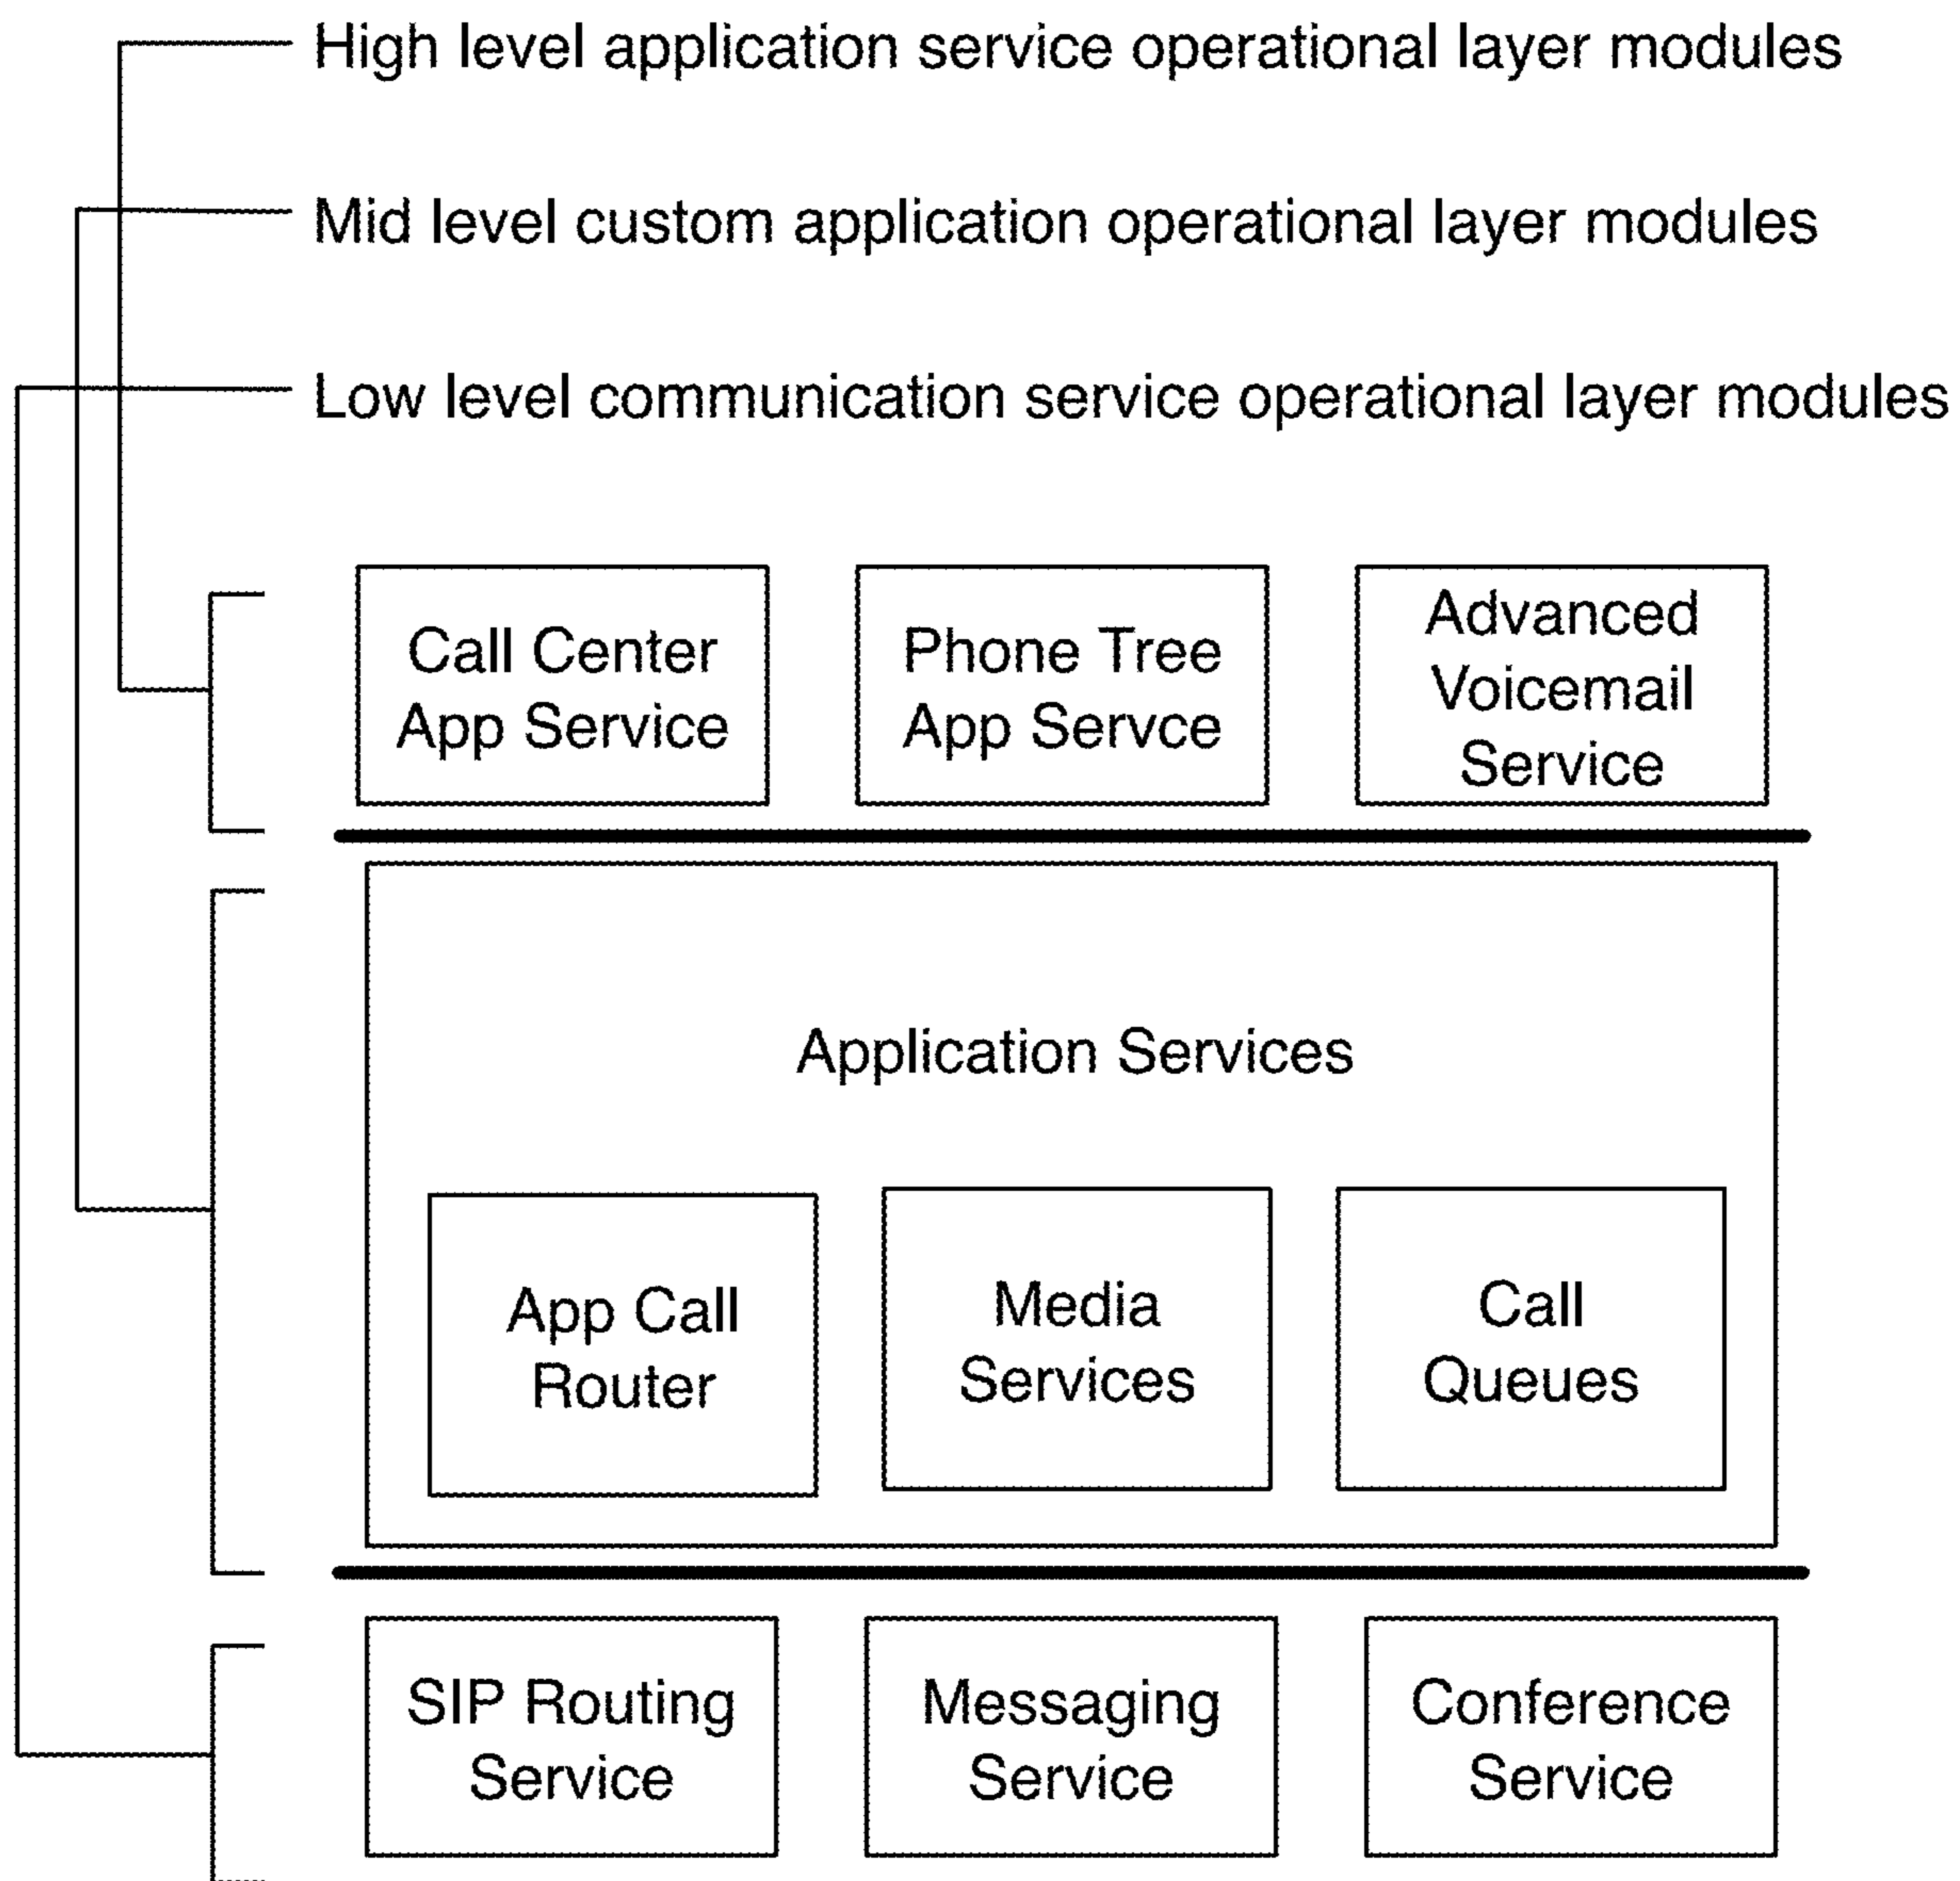 High level application service operational layer modules
Mid level custom application operational layer modules
Low level communication service operational layer modules
Call Center
App Service
Phone Tree
App Servce
Advanced
Voicemail
Service
Application Services
App Call
Router
Media
Services
Call
Queues
SIP Routing
Service
Messaging
Service
Conference
Service